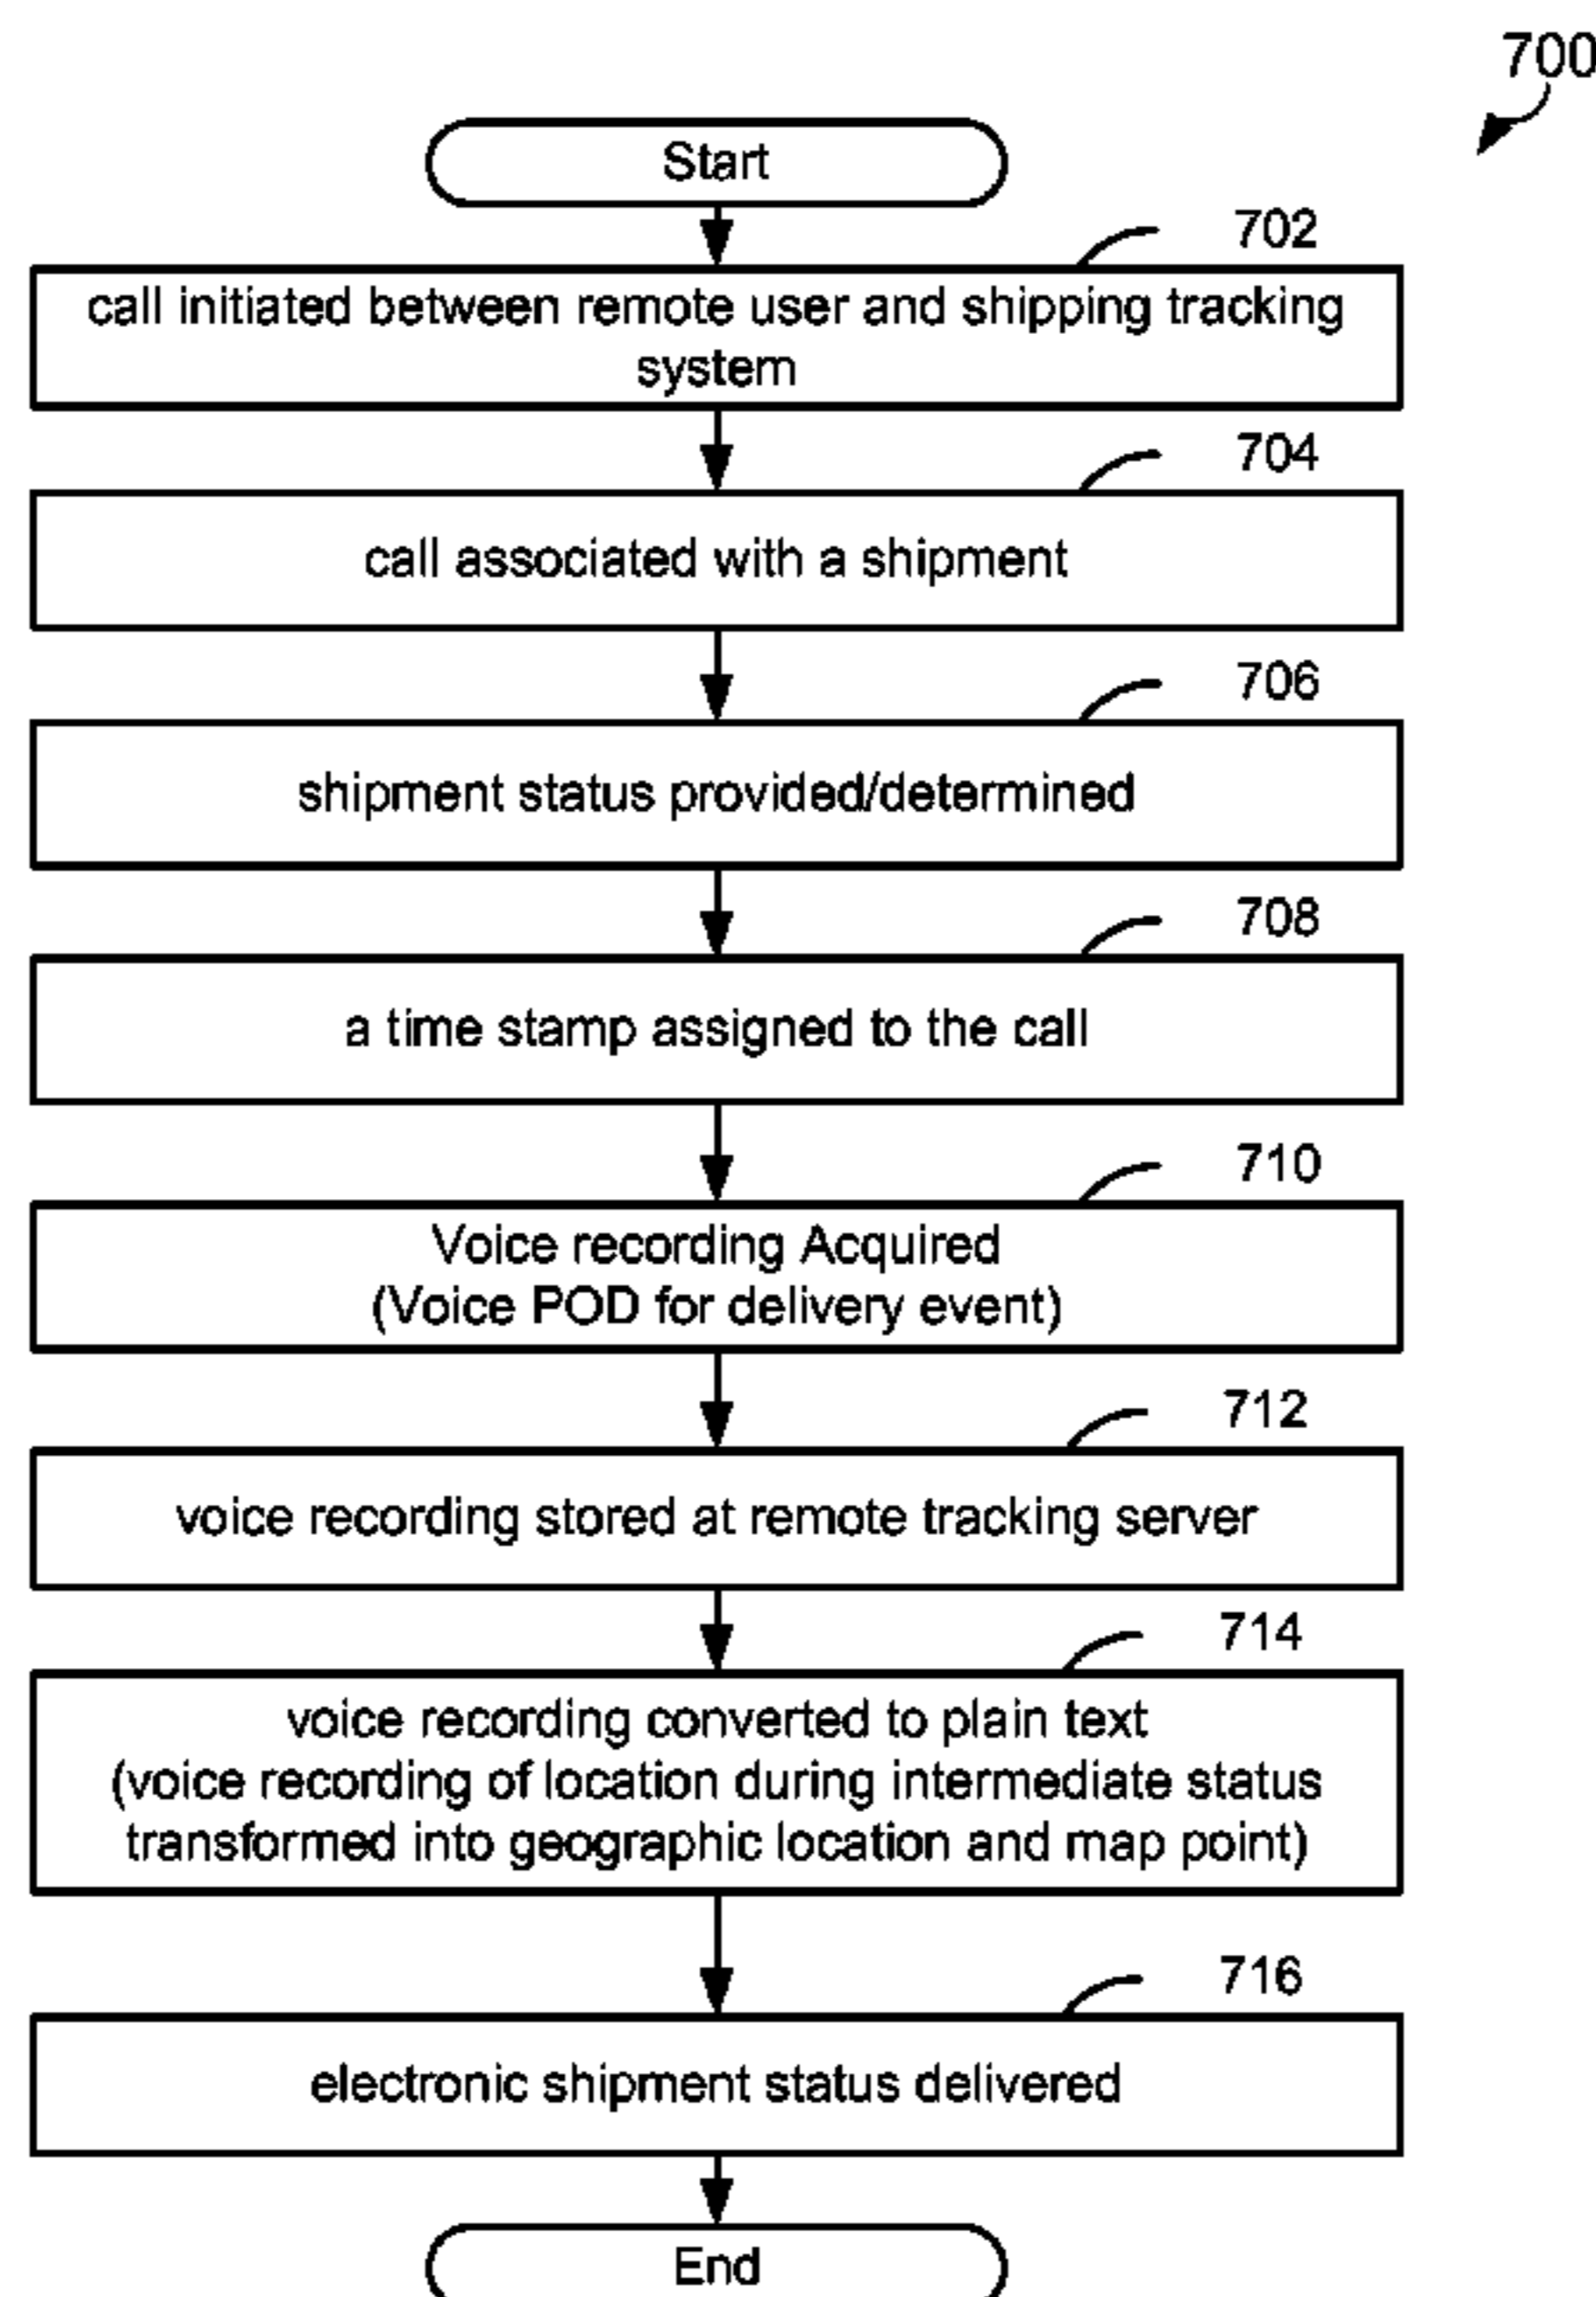 700
Start
702
call initiated between remote user and shipping tracking
system
704
call associated with a shipment
706
shipment status provided/determined
708
a time stamp assigned to the call
710
Voice recording Acquired
(Voice POD for delivery event)
712
voice recording stored at remote tracking server
714
voice recording converted to plain text
(voice recording of location during intermediate status
transformed into geographic location and map point)
716
electronic shipment status delivered
End